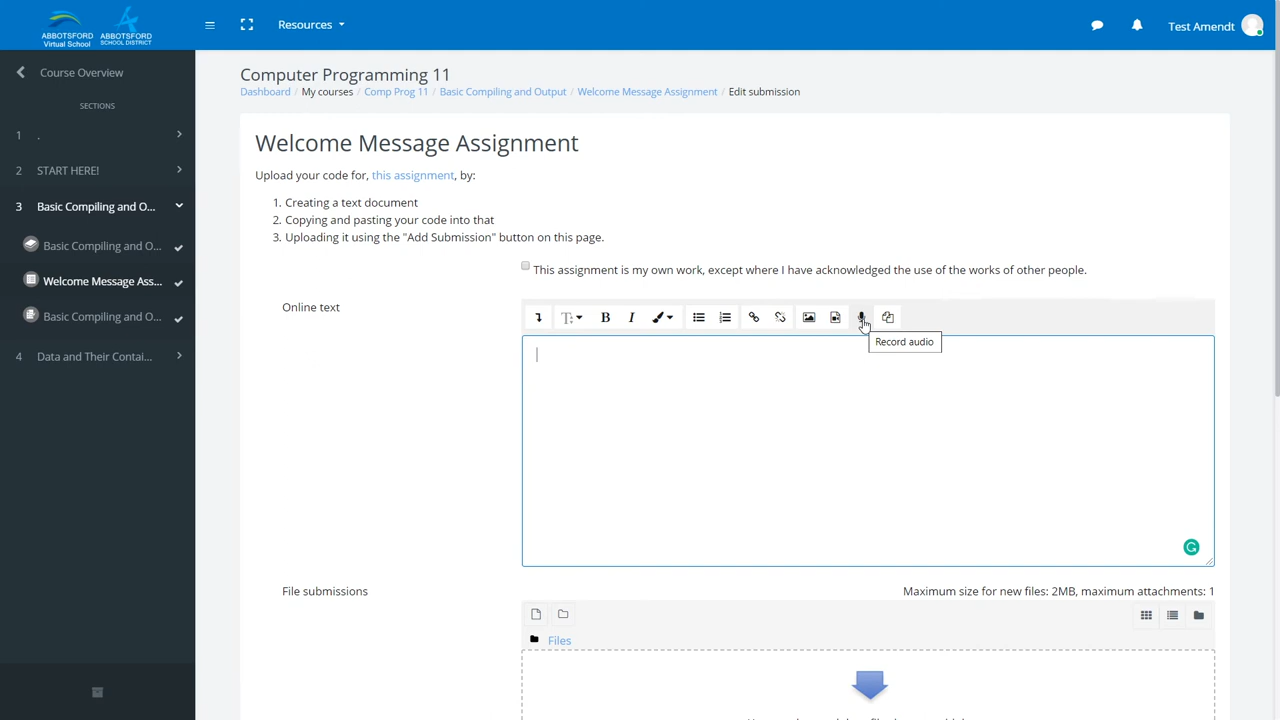 ABBOTSFORD
Virtual School
ABBOTSFORD
SCHOOL DISTRICT
Resources
Test Amendt
Course Overview
SECTIONS
1 .
2 START HERE!
3 Basic Compiling and O...
Basic Compiling and O...
Welcome Message Ass...
Basic Compiling and O...
4 Data and Their Contai...
Computer Programming 11
Dashboard / My courses / Comp Prog 11 / Basic Compiling and Output / Welcome Message Assignment / Edit submission
Welcome Message Assignment
Upload your code for, this assignment, by:
1. Creating a text document
2. Copying and pasting your code into that
3. Uploading it using the "Add Submission" button on this page.
This assignment is my own work, except where I have acknowledged the use of the works of other people.
Online text
B I
Record audio
File submissions
Maximum size for new files: 2MB, maximum attachments: 1
Files